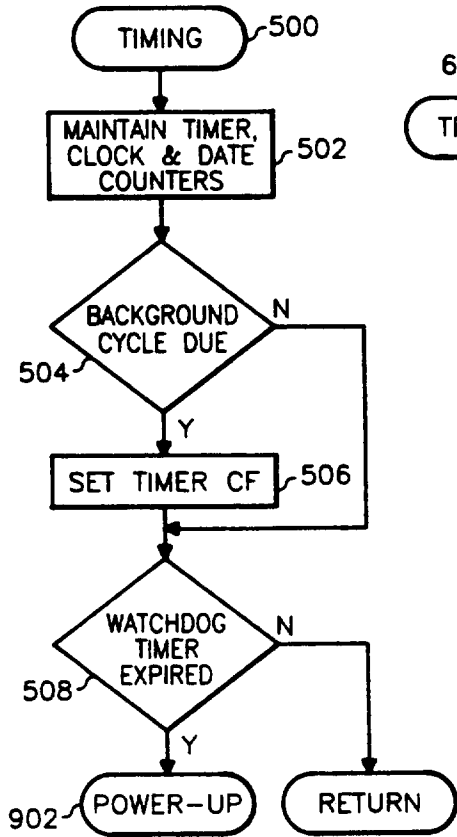 TIMING
500
6
MAINTAIN TIMER,
CLOCK & DATE
COUNTERS
502
BACKGROUND
CYCLE DUE
N
504
Y
SET TIMER CF
506
WATCHDOG
TIMER
EXPIRED
N
508
Y
902
POWER-UP
RETURN